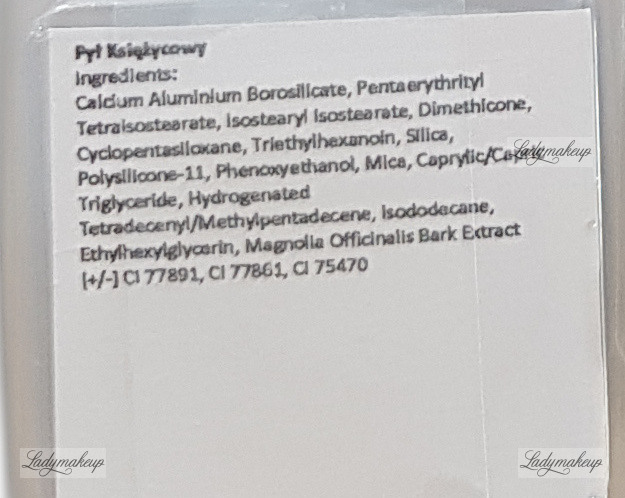 Pył Księżycowy
Ingredients:
Calcium Aluminium Borosilicate, Pentaerythrityl
Tetraisostearate, Isostearyl Isostearate, Dimethicone,
Cyclopentasiloxane, Triethylhexanoin, Silica,
Polysilicone-11, Phenoxyethanol, Mica, Caprylic/
Triglyceride, Hydrogenated
Tetradecenyl/Methylpentadecene, Isododecane,
Ethylhexylglycerin, Magnolia Officinalis Bark Extract
[+/-] CI 77891, CI 77861, CI 75470
Ladymakeup
Ladymakeup
Ladymakeup